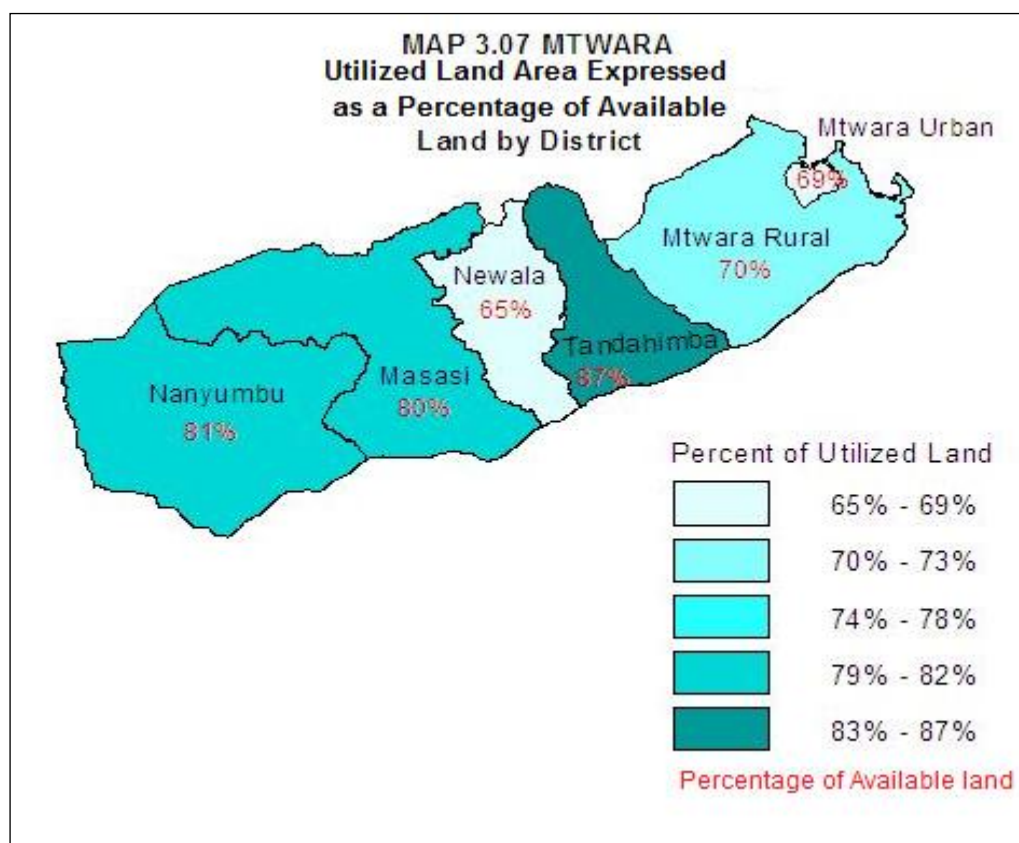 MAP 3.07 MTWARA
Utilized Land Area Expressed
as a Percentage of Available
Land by District
Mtwara Urban
69%
Mtwara Rural
70%
Newala
65%
Tandahimba
87%
Masasi
80%
Nanyumbu
81%
Percent of Utilized Land
65% - 69%
70% - 73%
74% - 78%
79% - 82%
83% - 87%
Percentage of Available land